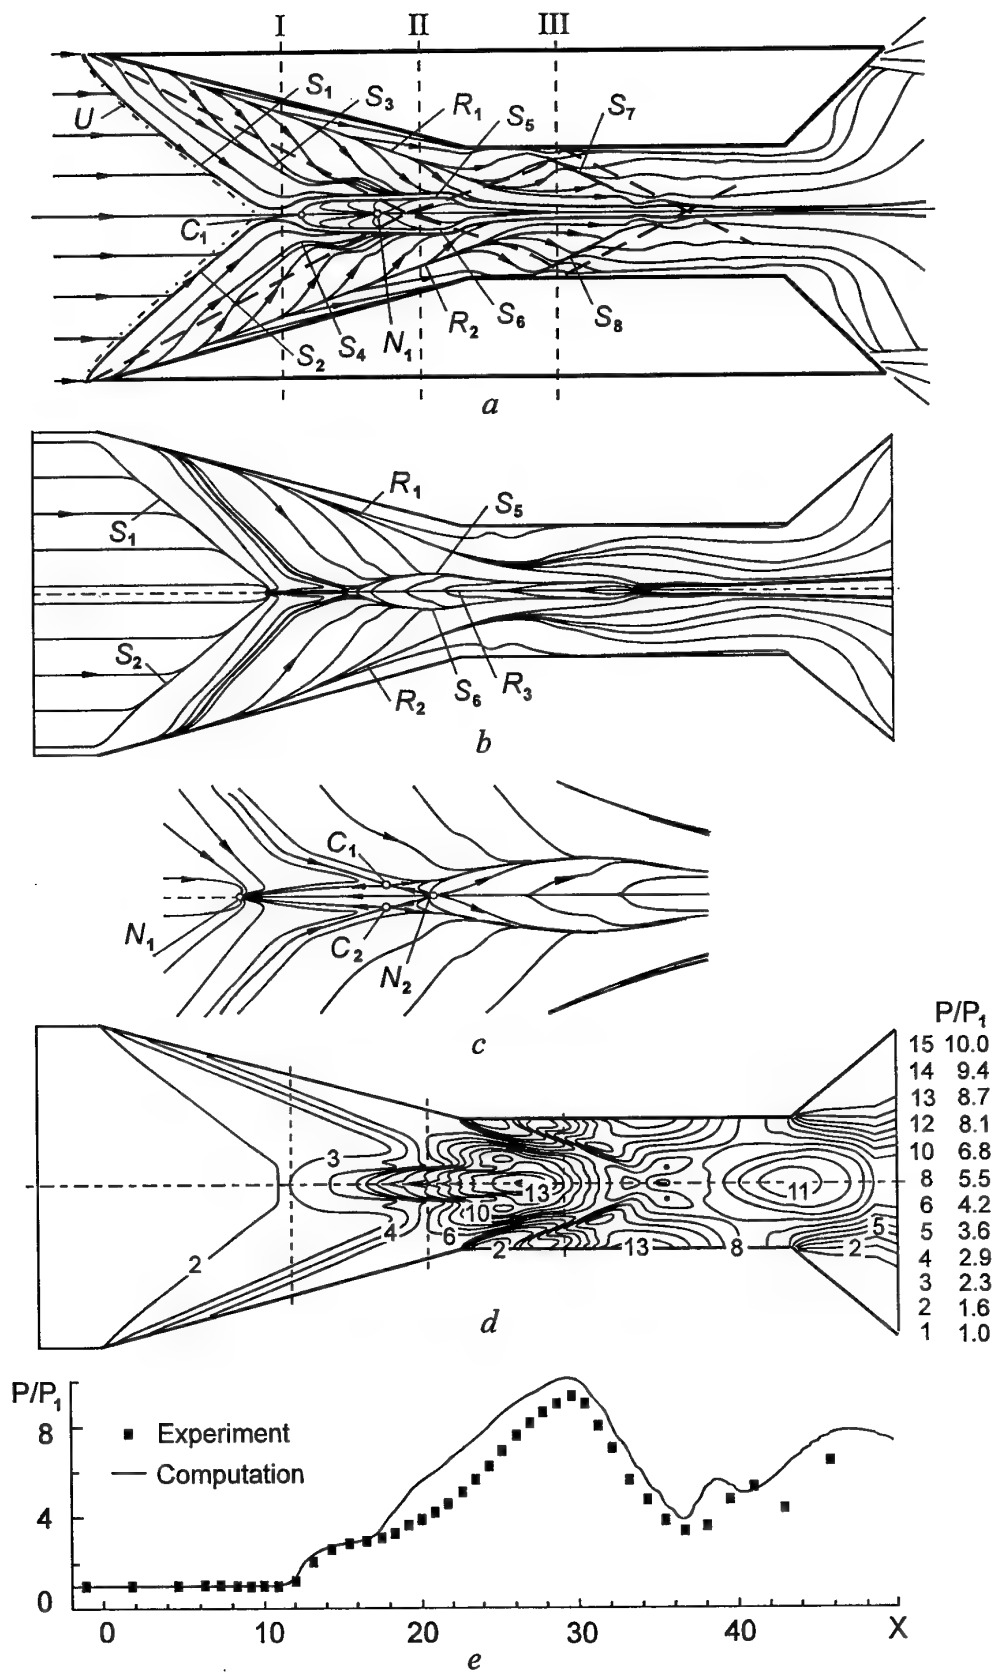 I II III
S₁ S₃ R₁ S₅ S₇
U
C₁
S₂ S₄ N₁ R₂ S₆ S₈
a
R₁ S₅
S₁
S₂
R₂ S₆ R₃
b
C₁
N₁ C₂ N₂
c
P/P₁
15 10.0
14 9.4
13 8.7
12 8.1
10 6.8
8 5.5
6 4.2
5 3.6
4 2.9
3 2.3
2 1.6
1 1.0
3
13 11
10
2 4 6 2 13 8 2 5
d
P/P₁
8
4
0
■ Experiment
— Computation
0 10 20 30 40 X
e